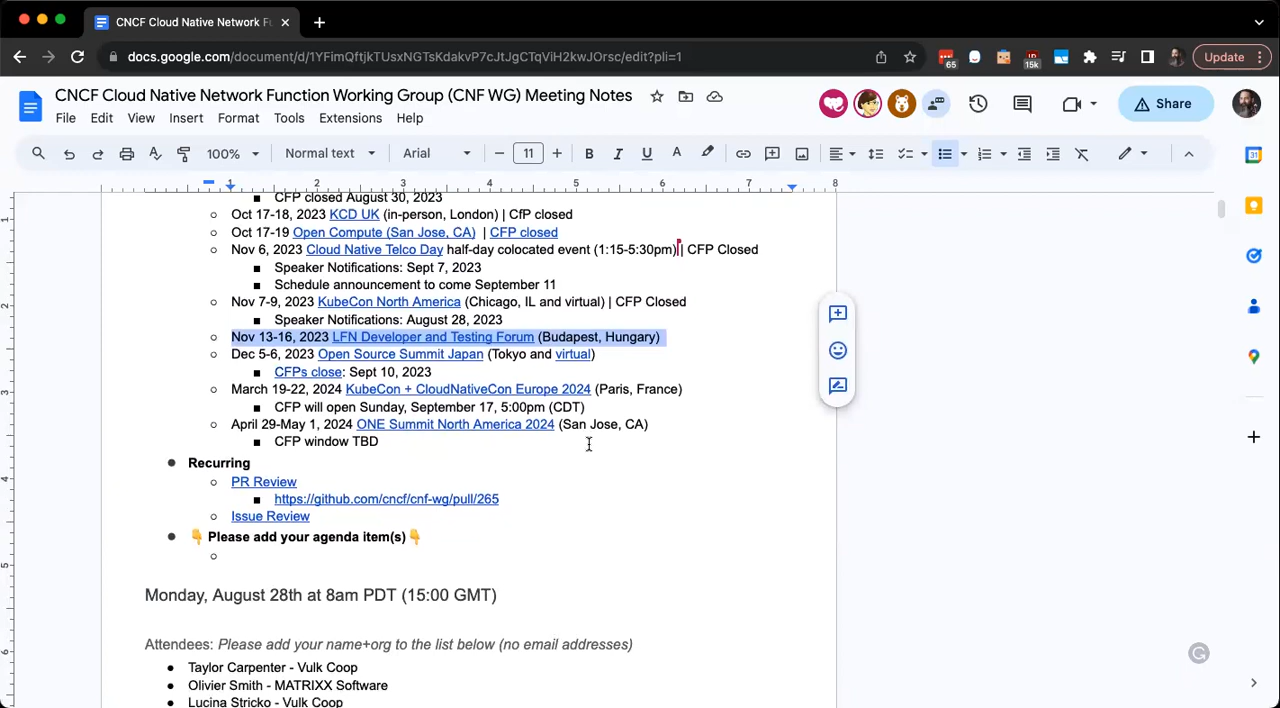 CNCF Cloud Native Network Fu
docs.google.com/document/d/1YFimQftjkTUsxNGTsKdakvP7cJtJgCTqViH2kwJOrsc/edit?pli=1
65
15k
Update
CNCF Cloud Native Network Function Working Group (CNF WG) Meeting Notes
File Edit View Insert Format Tools Extensions Help
Share
100% Normal text Arial 11 B I U A
1 2 3 4 5 6 7 8
CFP closed August 30, 2023
Oct 17-18, 2023 KCD UK (in-person, London) | CfP closed
Oct 17-19 Open Compute (San Jose, CA) | CFP closed
Nov 6, 2023 Cloud Native Telco Day half-day colocated event (1:15-5:30pm) | CFP Closed
Speaker Notifications: Sept 7, 2023
Schedule announcement to come September 11
Nov 7-9, 2023 KubeCon North America (Chicago, IL and virtual) | CFP Closed
Speaker Notifications: August 28, 2023
Nov 13-16, 2023 LFN Developer and Testing Forum (Budapest, Hungary)
Dec 5-6, 2023 Open Source Summit Japan (Tokyo and virtual)
CFPs close: Sept 10, 2023
March 19-22, 2024 KubeCon + CloudNativeCon Europe 2024 (Paris, France)
CFP will open Sunday, September 17, 5:00pm (CDT)
April 29-May 1, 2024 ONE Summit North America 2024 (San Jose, CA)
CFP window TBD
Recurring
PR Review
https://github.com/cncf/cnf-wg/pull/265
Issue Review
👇 Please add your agenda item(s)👇
Monday, August 28th at 8am PDT (15:00 GMT)
Attendees: Please add your name+org to the list below (no email addresses)
Taylor Carpenter - Vulk Coop
Olivier Smith - MATRIXX Software
Lucina Stricko - Vulk Coop